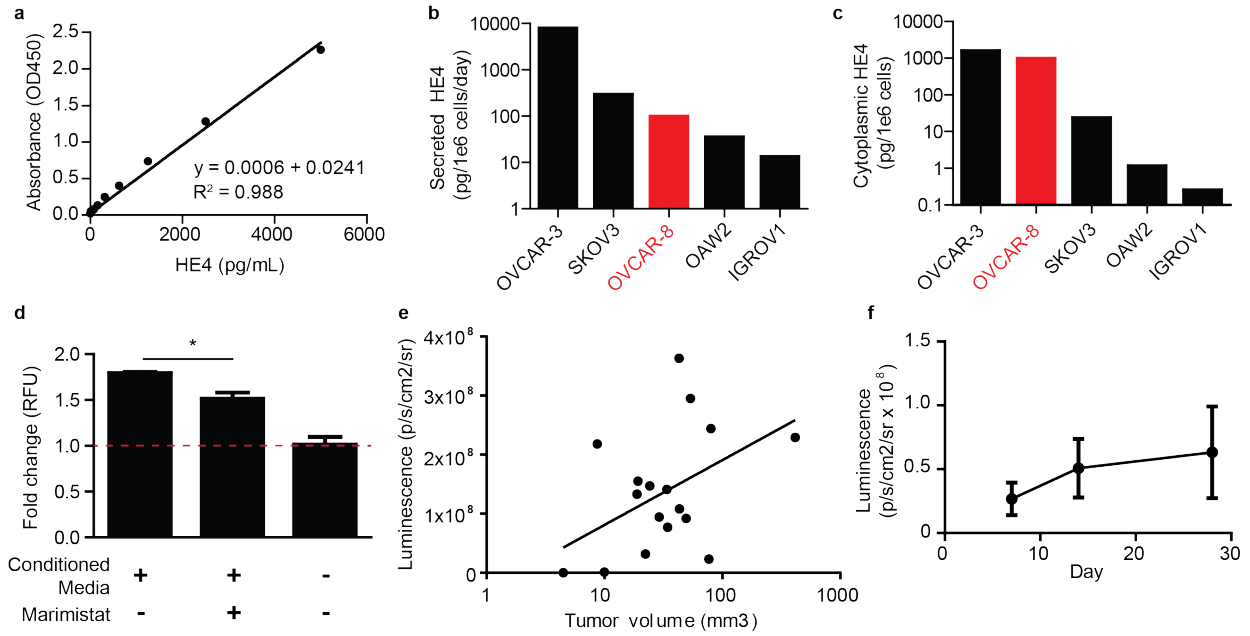 a
2.5
2.0
1.5
1.0
0.5
0.0
Absorbance (OD450)
y = 0.0006 + 0.0241
R² = 0.988
0 2000 4000 6000
HE4 (pg/mL)
b
10000
1000
100
10
1
Secreted HE4
(pg/1e6 cells/day)
OVCAR-3 SKOV3 OVCAR-8 OAW2 IGROV1
c
10000
1000
100
10
1
0.1
Cytoplasmic HE4
(pg/1e6 cells)
OVCAR-3 OVCAR-8 SKOV3 OAW2 IGROV1
d
2.0
1.5
1.0
0.5
0.0
Fold change (RFU)
*
Conditioned
Media
+ + -
Marimistat - + -
e
4x10⁸
3x10⁸
2x10⁸
1x10⁸
0
Luminescence (p/s/cm2/sr)
1 10 100 1000
Tumor volume (mm3)
f
1.5
1.0
0.5
0
Luminescence
(p/s/cm2/sr x 10⁸)
0 10 20 30
Day